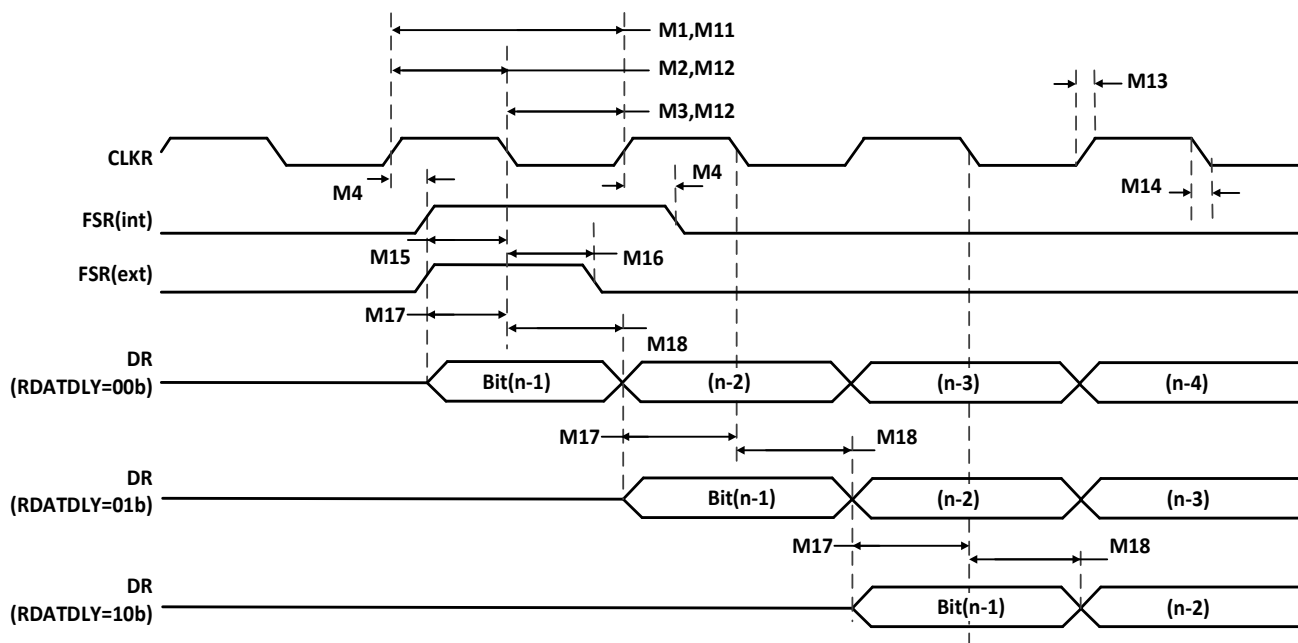 M1,M11
M2,M12
M13
M3,M12
CLKR
M4
M4
M14
FSR(int)
M15
M16
FSR(ext)
M17
M18
DR
(RDATDLY=00b)
Bit(n-1)
(n-2)
(n-3)
(n-4)
M17
M18
DR
(RDATDLY=01b)
Bit(n-1)
(n-2)
(n-3)
M17
M18
DR
(RDATDLY=10b)
Bit(n-1)
(n-2)